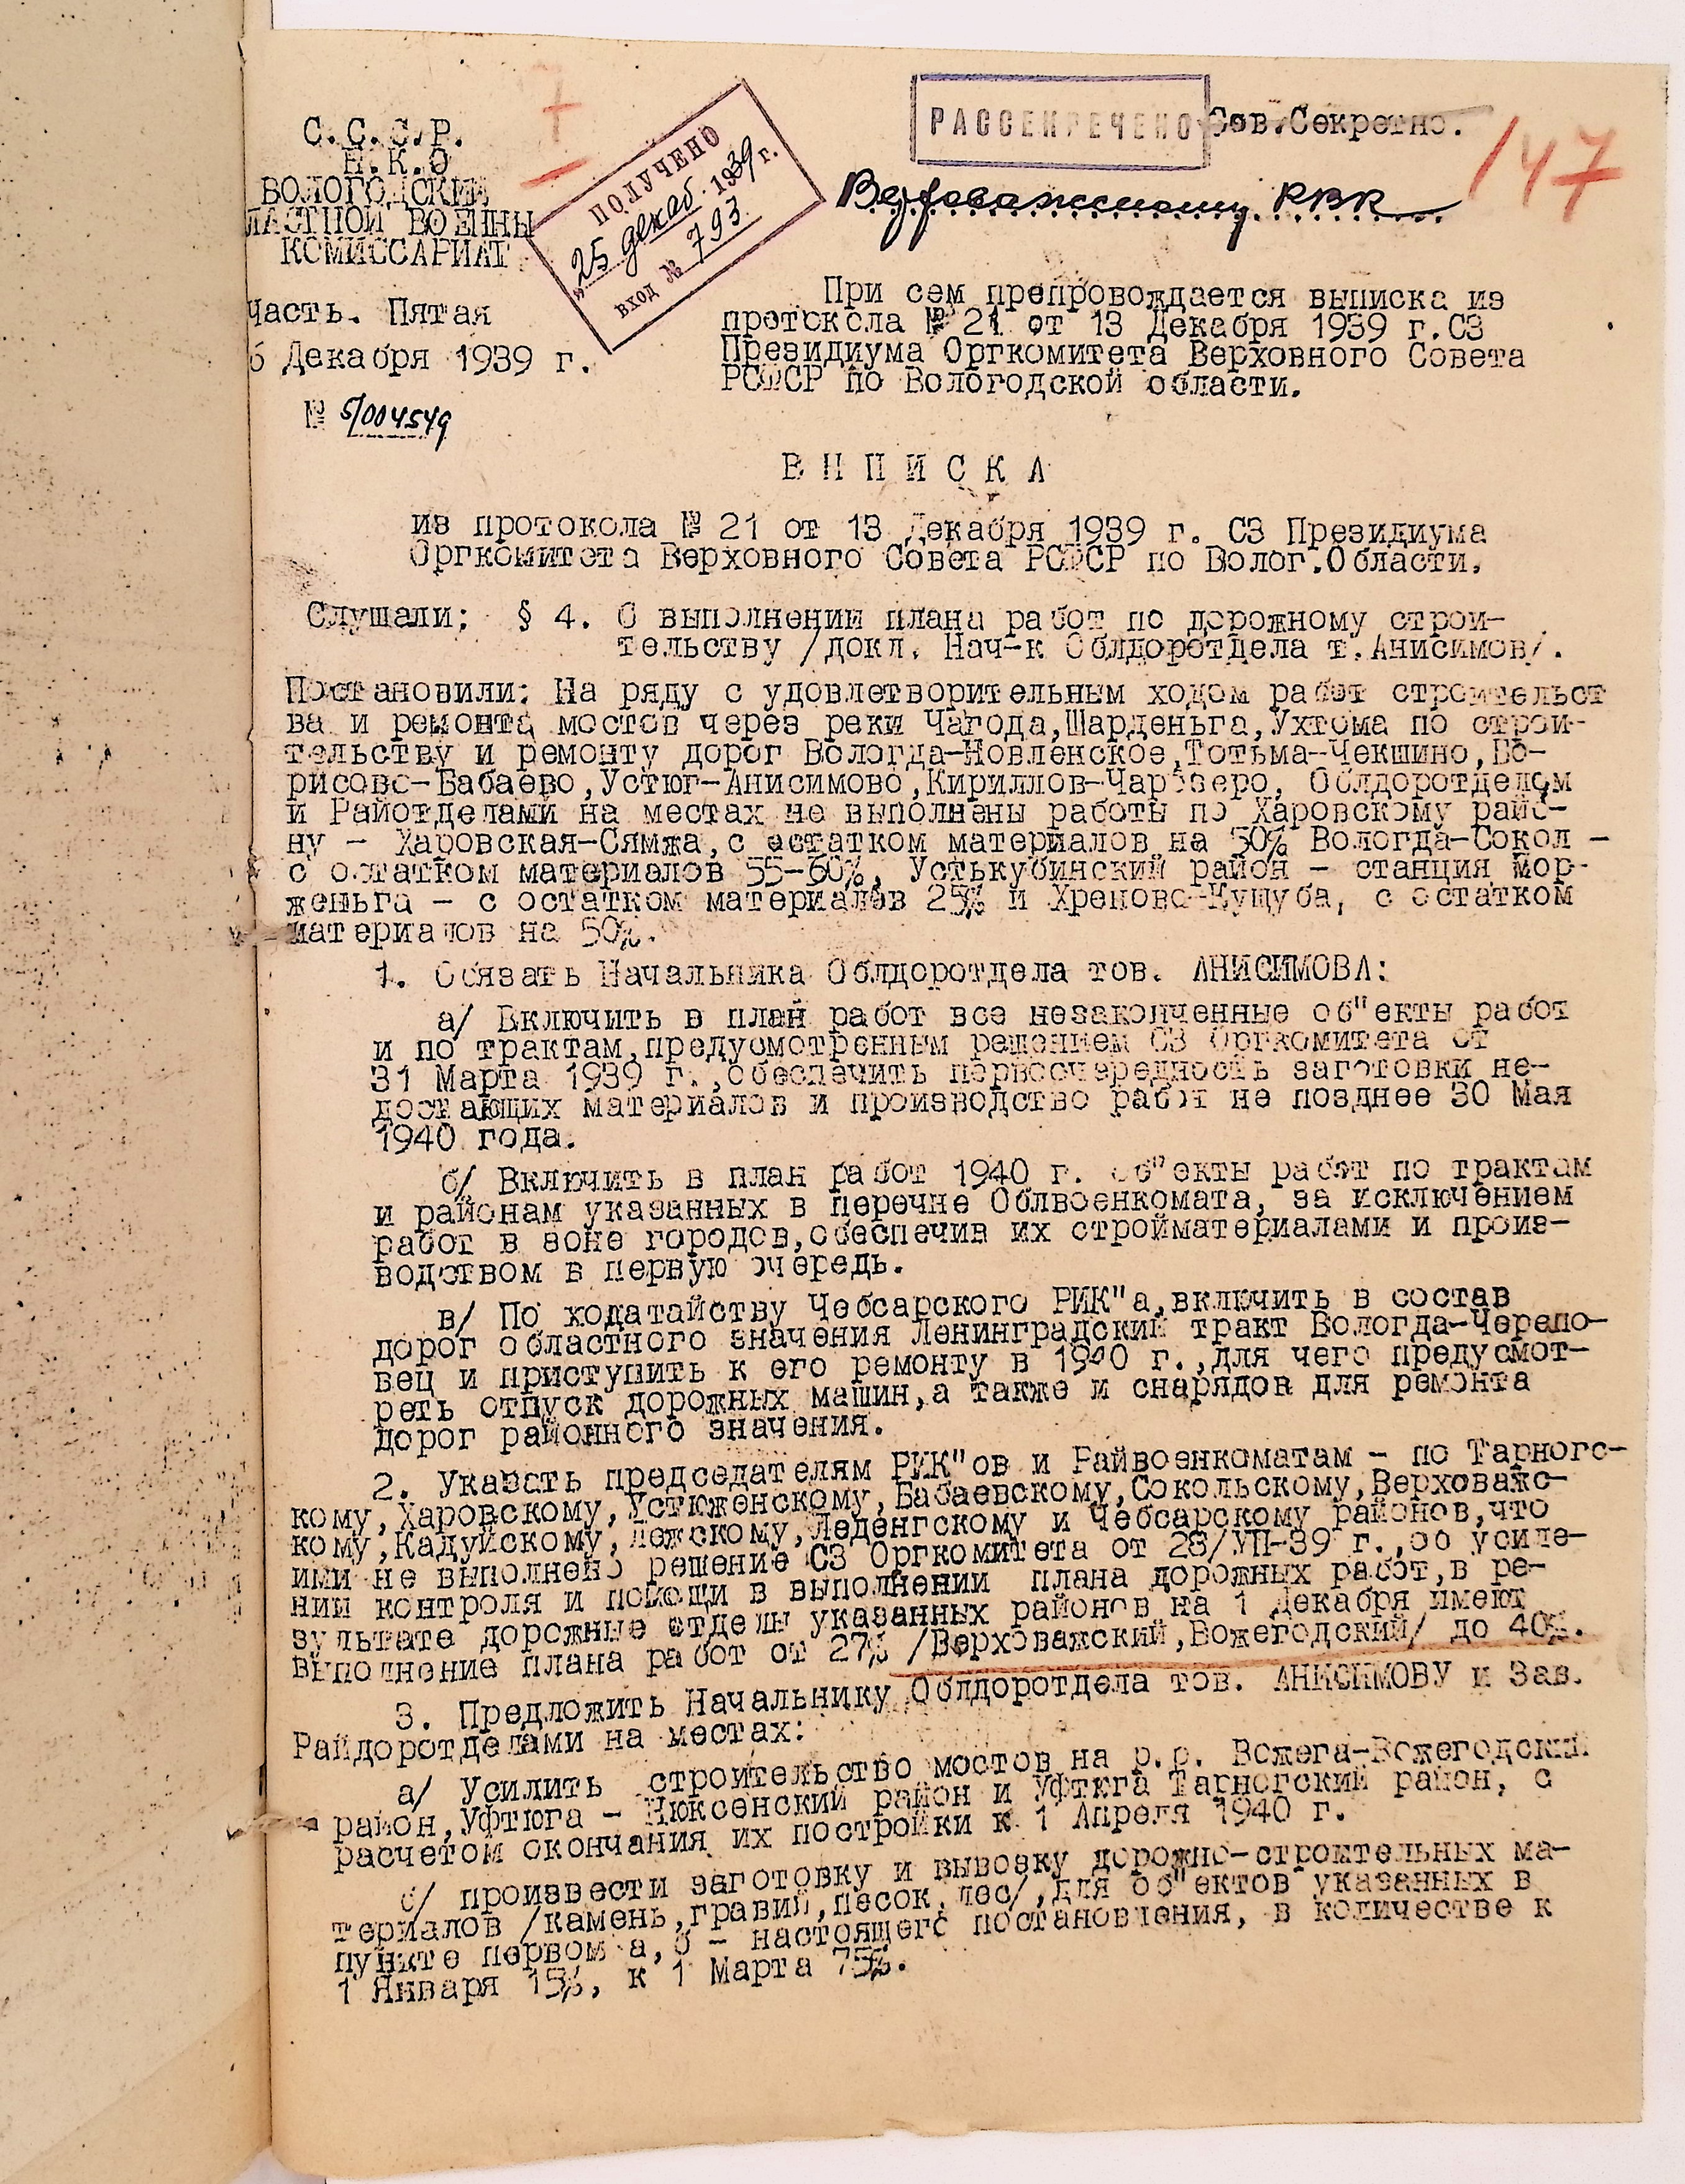 7
С.С.С.Р.
Н.К.О
ВОЛОГОДСКИЙ
ЛАСТНОЙ ВОЕННЫ
КОМИССАРИАТ
часть. Пятая
5 Декабря 1939 г.
№ 5/004549
ПОЛУЧЕНО
"25 декаб. 1939 г.
ВХОД № 793
РАССЕКРЕЧЕНО
Сов.Секретно.
147
Верховажскому РВК
При сем препровождается выписка из
протокола № 21 от 13 Декабря 1939 г.СЗ
Президиума Оргкомитета Верховного Совета
РСФСР по Вологодской области.
ВЫПИСКА
из протокола № 21 от 13 Декабря 1939 г. СЗ Президиума
Оргкомитета Верховного Совета РСФСР по Волог.Области.
Слушали: § 4. О выполнении плана работ по дорожному строи-
тельству /докл. Нач-к Облдоротдела т.Анисимов/.
Постановили: На ряду с удовлетворительным ходом работ строительст
ва и ремонта мостов через реки Чагода,Шарденьга,Ухтома по строи-
тельству и ремонту дорог Вологда-Новленское,Тотьма-Чекшино,Бо-
рисово-Бабаево,Устюг-Анисимово,Кириллов-Чарозеро, Облдоротделом
и Райотделами на местах не выполнены работы по Харовскому райо-
ну - Харовская-Сямжа,с остатком материалов на 50% Вологда-Сокол -
с остатком материалов 55-60%, Устькубинский район - станция Мор-
женьга - с остатком материалов 25% и Хреново-Кущуба, с остатком
материалов на 50%.
1. Обязать Начальника Облдоротдела тов. АНИСИМОВА:
а/ Включить в план работ все незаконченные об"екты работ
и по трактам,предусмотренным решением СЗ Оргкомитета от
31 Марта 1939 г.,обеспечить первоочередность заготовки не-
достающих материалов и производство работ не позднее 30 Мая
1940 года.
б/ Включить в план работ 1940 г. об"екты работ по трактам
и районам указанных в перечне Облвоенкомата, за исключением
работ в зоне городов,обеспечив их стройматериалами и произ-
водством в первую очередь.
в/ По ходатайству Чебсарского РИК"а,включить в состав
дорог областного значения Ленинградский тракт Вологда-Черепо-
вец и приступить к его ремонту в 1940 г.,для чего предусмот-
реть отпуск дорожных машин,а также и снарядов для ремонта
дорог районного значения.
2. Указать председателям РИК"ов и Райвоенкоматам - по Тарногс-
кому,Харовскому,Устюженскому,Бабаевскому,Сокольскому,Верховажс-
кому,Кадуйскому,Лежскому,Леденгскому и Чебсарскому районов,что
ими не выполнено решение СЗ Оргкомитета от 28/УП-39 г.,об усиле-
нии контроля и помощи в выполнении плана дорожных работ,в ре-
зультате дорожные отделы указанных районов на 1 Декабря имеют
выполнение плана работ от 27% /Верховажский,Вожегодский/ до 40%.
3. Предложить Начальнику Облдоротдела тов. АНИСИМОВУ и Зав.
Райдоротделами на местах:
а/ Усилить строительство мостов на р.р. Вожега-Вожегодский
район,Уфтюга - Нюксенский район и Уфтюга Тарногский район, с
расчетом окончания их постройки к 1 Апреля 1940 г.
б/ произвести заготовку и вывозку дорожно-строительных ма-
териалов /камень,гравий,песок,лес/,для об"ектов указанных в
пункте первом а,б - настоящего постановления, в количестве к
1 Января 15%, к 1 Марта 75%.